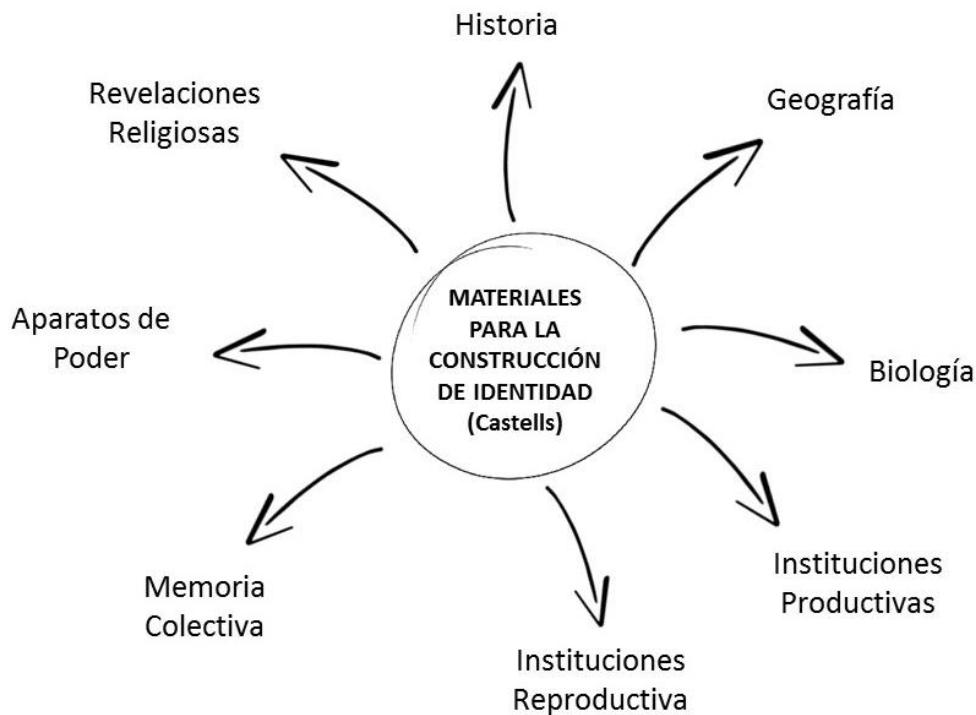 Historia
Geografía
Revelaciones
Religiosas
MATERIALES
PARA LA
CONSTRUCCIÓN
DE IDENTIDAD
(Castells)
Aparatos de
Poder
Biología
Instituciones
Productivas
Memoria
Colectiva
Instituciones
Reproductiva